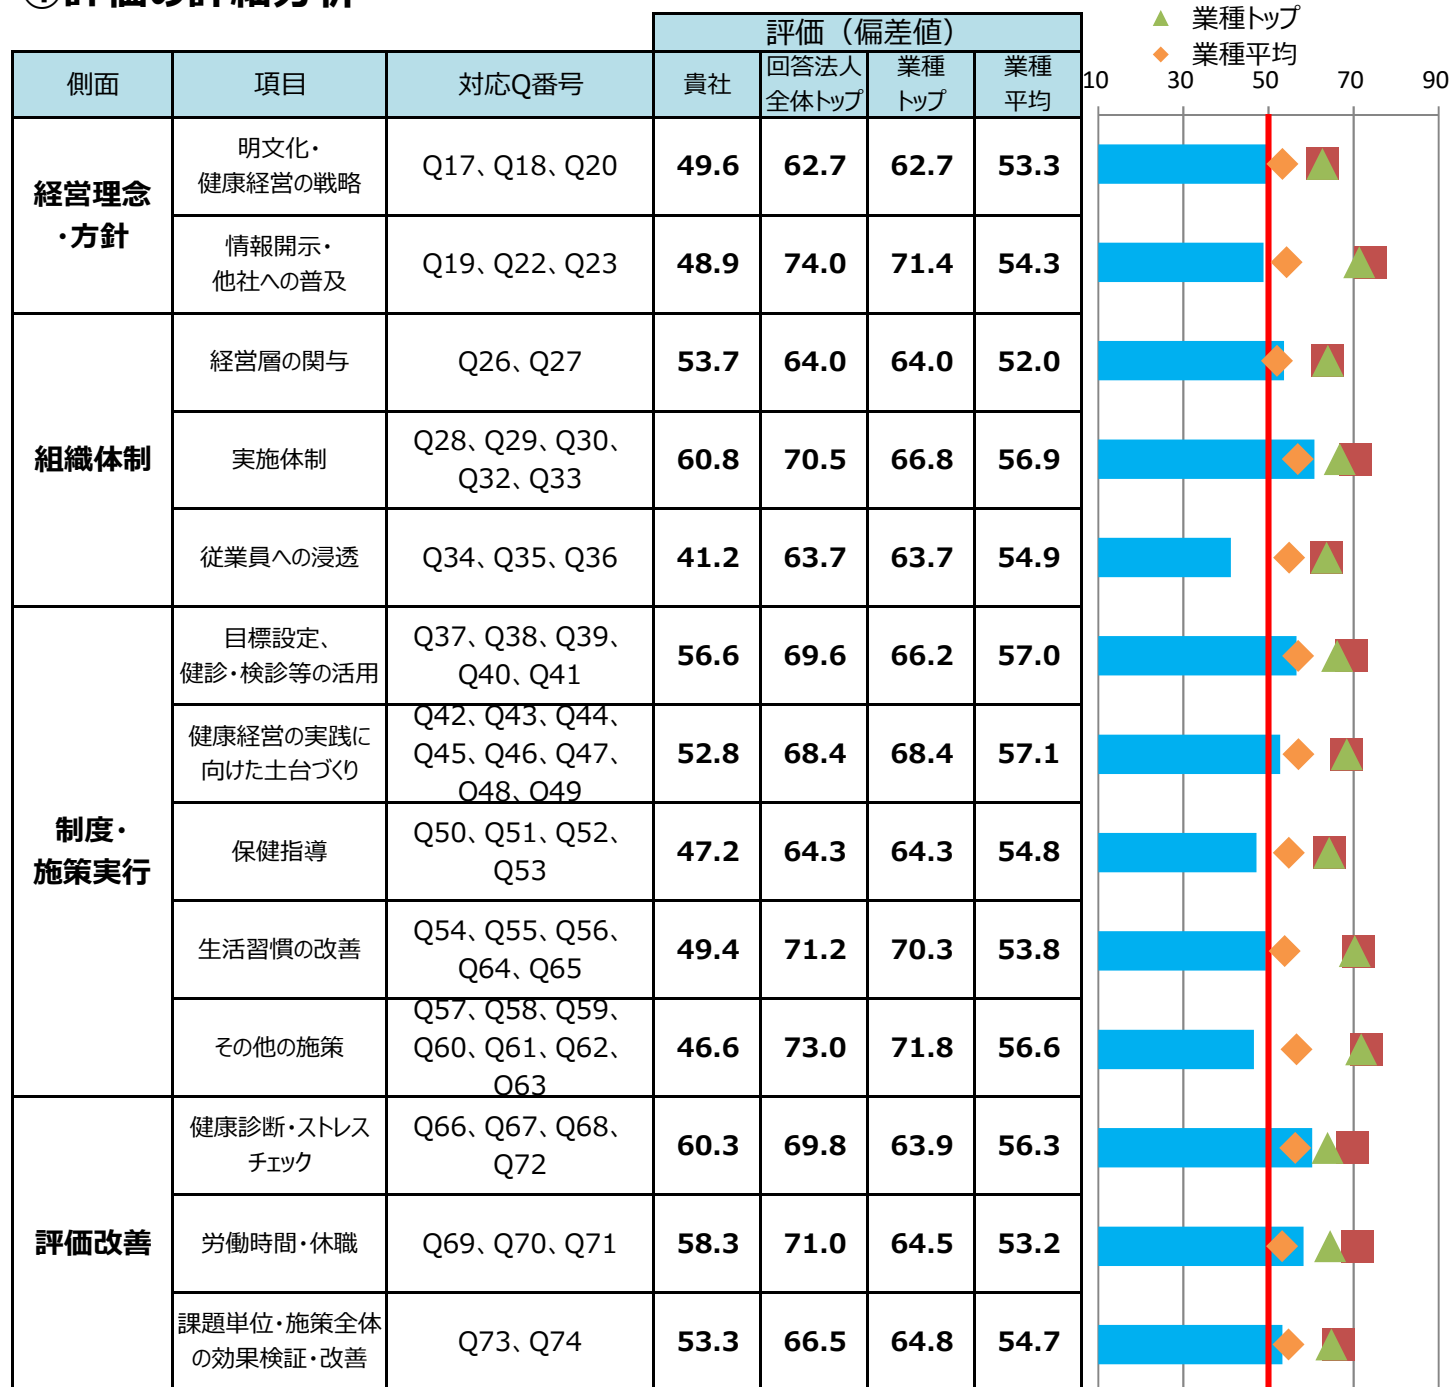 ①評価の詳細分析
▲ 業種トップ
◆ 業種平均
評価（偏差値）
側面 項目 対応Q番号 貴社 回答法人 業種 業種
全体トップ トップ 平均
10 30 50 70 90
経営理念
・方針
明文化・
健康経営の戦略
Q17、Q18、Q20 49.6 62.7 62.7 53.3
情報開示・
他社への普及
Q19、Q22、Q23 48.9 74.0 71.4 54.3
組織体制
経営層の関与 Q26、Q27 53.7 64.0 64.0 52.0
実施体制
Q28、Q29、Q30、
Q32、Q33
60.8 70.5 66.8 56.9
従業員への浸透 Q34、Q35、Q36 41.2 63.7 63.7 54.9
制度・
施策実行
目標設定、
健診・検診等の活用
Q37、Q38、Q39、
Q40、Q41
56.6 69.6 66.2 57.0
健康経営の実践に
向けた土台づくり
Q42、Q43、Q44、
Q45、Q46、Q47、
Q48、Q49
52.8 68.4 68.4 57.1
保健指導
Q50、Q51、Q52、
Q53
47.2 64.3 64.3 54.8
生活習慣の改善
Q54、Q55、Q56、
Q64、Q65
49.4 71.2 70.3 53.8
その他の施策
Q57、Q58、Q59、
Q60、Q61、Q62、
Q63
46.6 73.0 71.8 56.6
評価改善
健康診断・ストレス
チェック
Q66、Q67、Q68、
Q72
60.3 69.8 63.9 56.3
労働時間・休職 Q69、Q70、Q71 58.3 71.0 64.5 53.2
課題単位・施策全体
の効果検証・改善
Q73、Q74 53.3 66.5 64.8 54.7